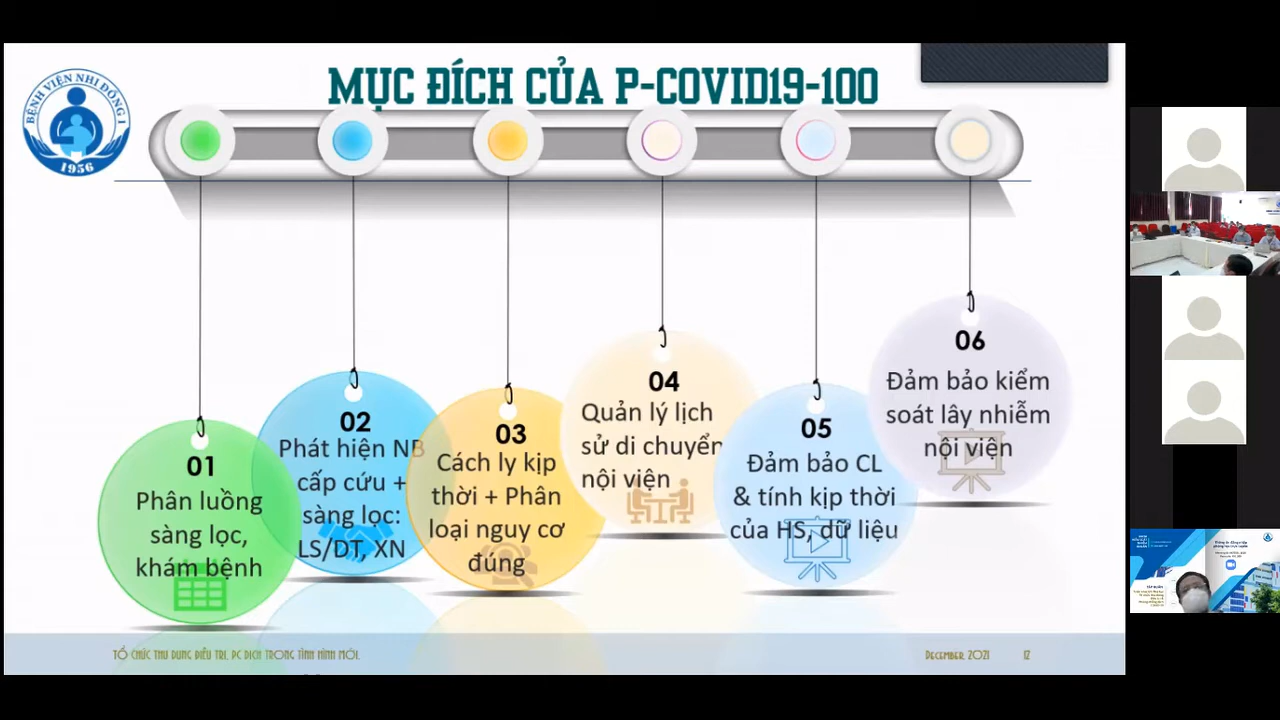 MỤC ĐÍCH CỦA P-COVID19-100
BỆNH VIỆN NHI ĐỒNG 1
1956
01
Phân luồng
sàng lọc,
khám bệnh
02
Phát hiện NB
cấp cứu +
sàng lọc:
LS/DT, XN
03
Cách ly kịp
thời + Phân
loại nguy cơ
đúng
04
Quản lý lịch
sử di chuyển
nội viện
05
Đảm bảo CL
& tính kịp thời
của HS, dữ liệu
06
Đảm bảo kiểm
soát lây nhiễm
nội viện
TỔ CHỨC THU DUNG ĐIỀU TRỊ, PC DỊCH TRONG TÌNH HÌNH MỚI.
DECEMBER, 2021
12